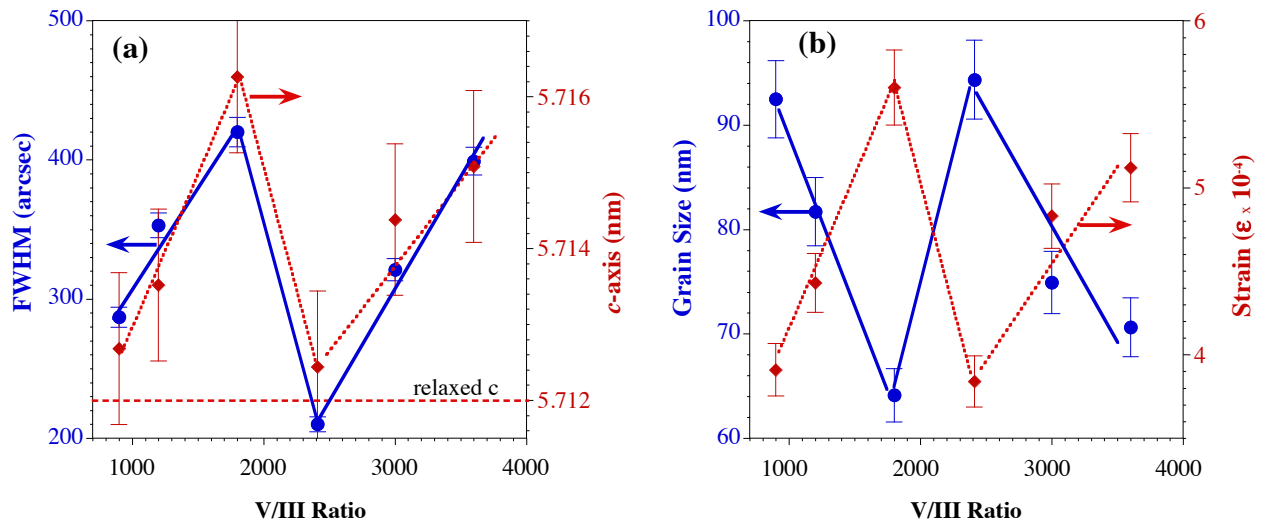 (a)
500
400
300
200
FWHM (arcsec)
5.716
5.714
5.712
c-axis (nm)
relaxed c
1000
2000
3000
4000
V/III Ratio
(b)
100
90
80
70
60
Grain Size (nm)
6
5
4
Strain (ε x 10⁻⁴)
1000
2000
3000
4000
V/III Ratio